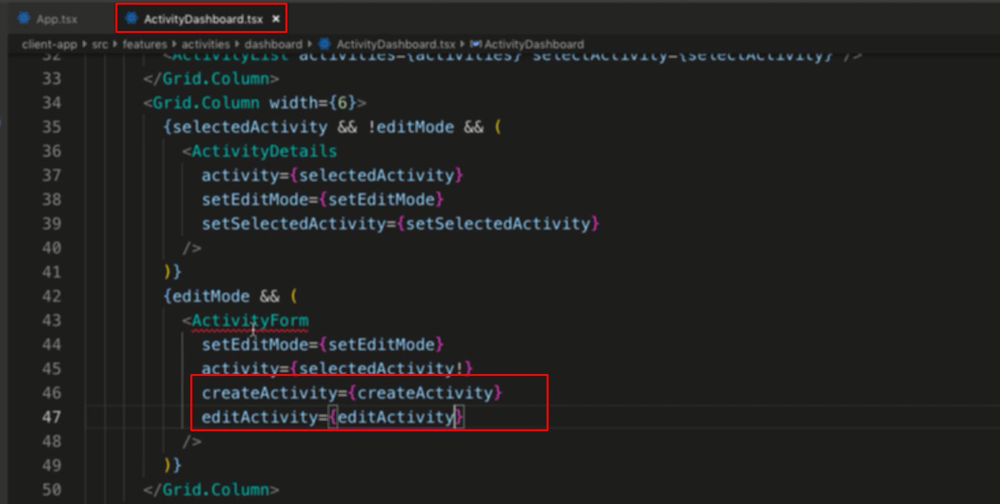 App.tsx ActivityDashboard.tsx ×
client-app src features activities dashboard ActivityDashboard.tsx ActivityDashboard
32 <ActivityList activities={activities} selectActivity={selectActivity} />
33 </Grid.Column>
34 <Grid.Column width={6}>
35 {selectedActivity && !editMode && (
36 <ActivityDetails
37 activity={selectedActivity}
38 setEditMode={setEditMode}
39 setSelectedActivity={setSelectedActivity}
40 />
41 )}
42 {editMode && (
43 <ActivityForm
44 setEditMode={setEditMode}
45 activity={selectedActivity!}
46 createActivity={createActivity}
47 editActivity={editActivity}
48 />
49 )}
50 </Grid.Column>